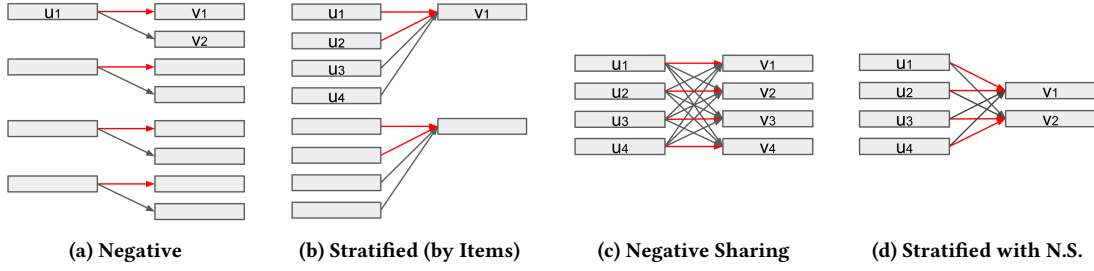 u1
v1
v2
(a) Negative
u1
u2
u3
u4
v1
(b) Stratified (by Items)
u1
u2
u3
u4
v1
v2
v3
v4
(c) Negative Sharing
u1
u2
u3
u4
v1
v2
(d) Stratified with N.S.